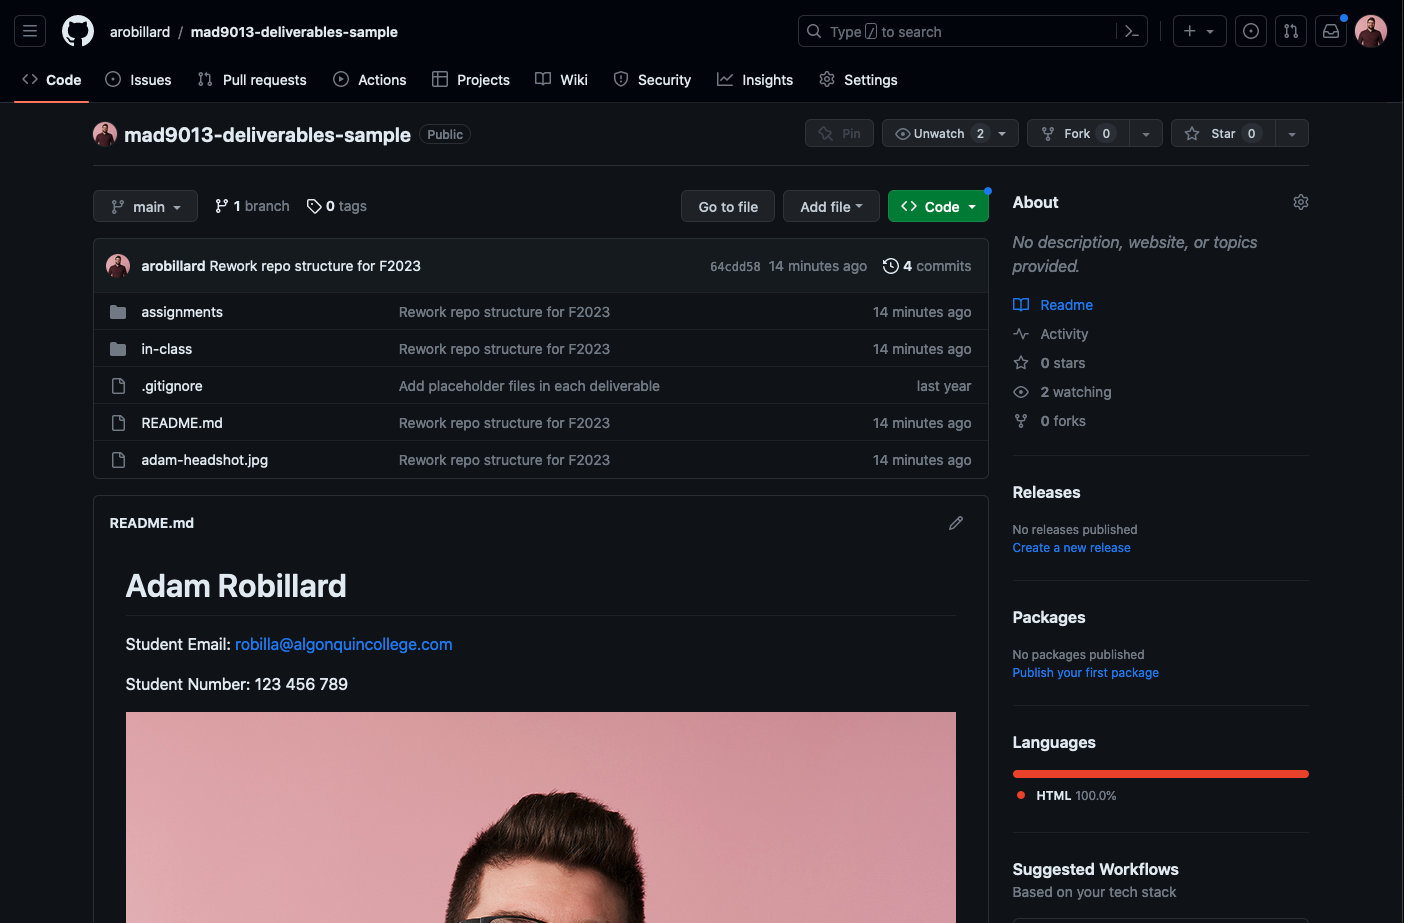 arobillard / mad9013-deliverables-sample
Type / to search
Code Issues Pull requests Actions Projects Wiki Security Insights Settings
mad9013-deliverables-sample Public
Pin Unwatch 2 Fork 0 Star 0
main 1 branch 0 tags
Go to file Add file Code
arobillard Rework repo structure for F2023 64cdd58 14 minutes ago 4 commits
assignments Rework repo structure for F2023 14 minutes ago
in-class Rework repo structure for F2023 14 minutes ago
.gitignore Add placeholder files in each deliverable last year
README.md Rework repo structure for F2023 14 minutes ago
adam-headshot.jpg Rework repo structure for F2023 14 minutes ago
README.md
Adam Robillard
Student Email: robilla@algonquincollege.com
Student Number: 123 456 789
About
No description, website, or topics
provided.
Readme
Activity
0 stars
2 watching
0 forks
Releases
No releases published
Create a new release
Packages
No packages published
Publish your first package
Languages
HTML 100.0%
Suggested Workflows
Based on your tech stack